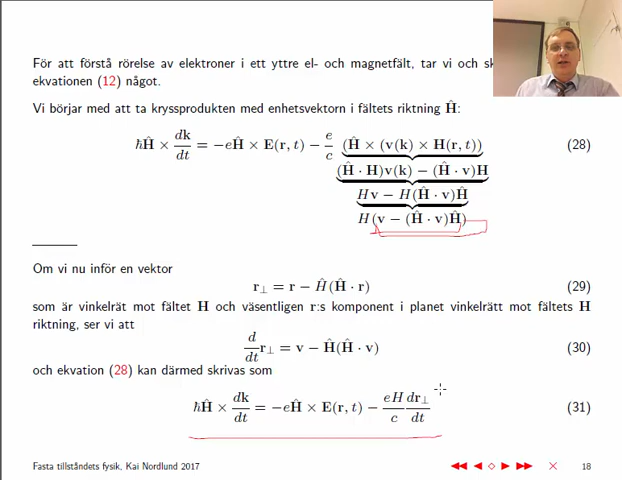 För att förstå rörelse av elektroner i ett yttre el- och magnetfält, tar vi och
ekvationen (12) något.
Vi börjar med att ta kryssprodukten med enhetsvektorn i fältets riktning Ĥ:
ħĤ × dk/dt = −eĤ × E(r, t) − e/c (Ĥ × (v(k) × H(r, t)) (28)
(Ĥ · H)v(k) − (Ĥ · v)H
Hv − H(Ĥ · v)Ĥ
H(v − (Ĥ · v)Ĥ)
Om vi nu inför en vektor
r⊥ = r − Ĥ(Ĥ · r) (29)
som är vinkelrät mot fältet H och väsentligen r:s komponent i planet vinkelrätt mot fältets H
riktning, ser vi att
d/dt r⊥ = v − Ĥ(Ĥ · v) (30)
och ekvation (28) kan därmed skrivas som
ħĤ × dk/dt = −eĤ × E(r, t) − eH/c dr⊥/dt (31)
Fasta tillståndets fysik, Kai Nordlund 2017 18